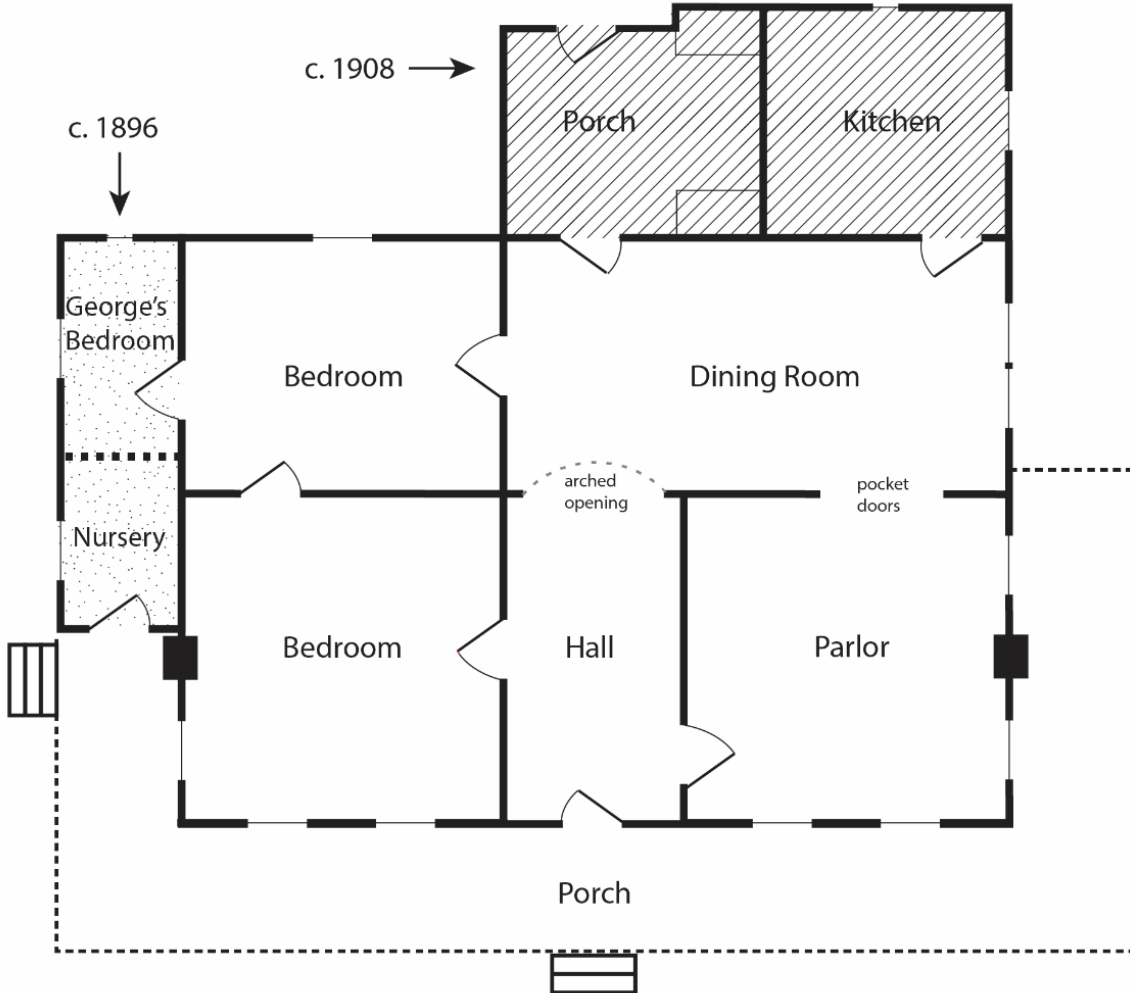 c. 1908
Porch
Kitchen
c. 1896
George's
Bedroom
Bedroom
Dining Room
arched
opening
pocket
doors
Nursery
Bedroom
Hall
Parlor
Porch